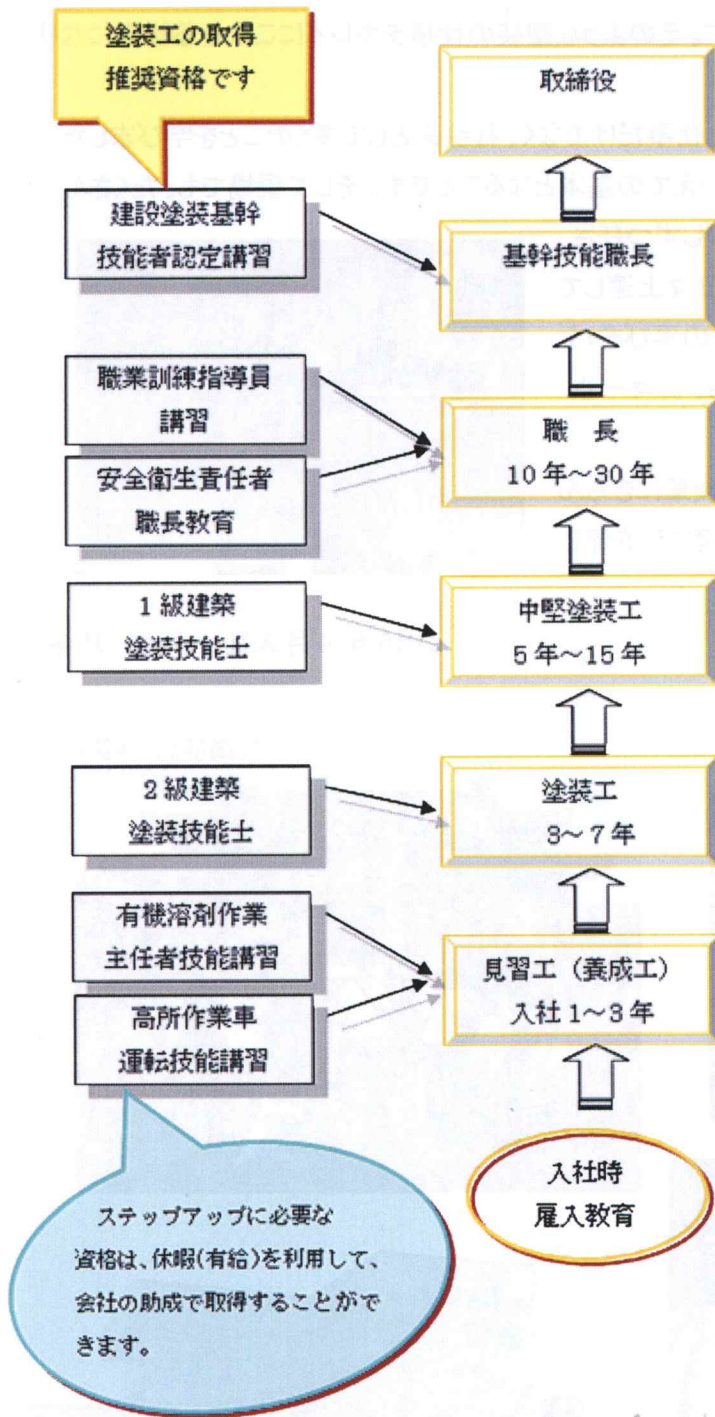 塗装工の取得
推奨資格です
取締役
建設塗装基幹
技能者認定講習
基幹技能職長
職業訓練指導員
講習
安全衛生責任者
職長教育
職 長
10年～30年
1級建築
塗装技能士
中堅塗装工
5年～15年
2級建築
塗装技能士
塗装工
3～7年
有機溶剤作業
主任者技能講習
高所作業車
運転技能講習
見習工（養成工）
入社1～3年
入社時
雇入教育
ステップアップに必要な
資格は、休暇(有給)を利用して、
会社の助成で取得することがで
きます。